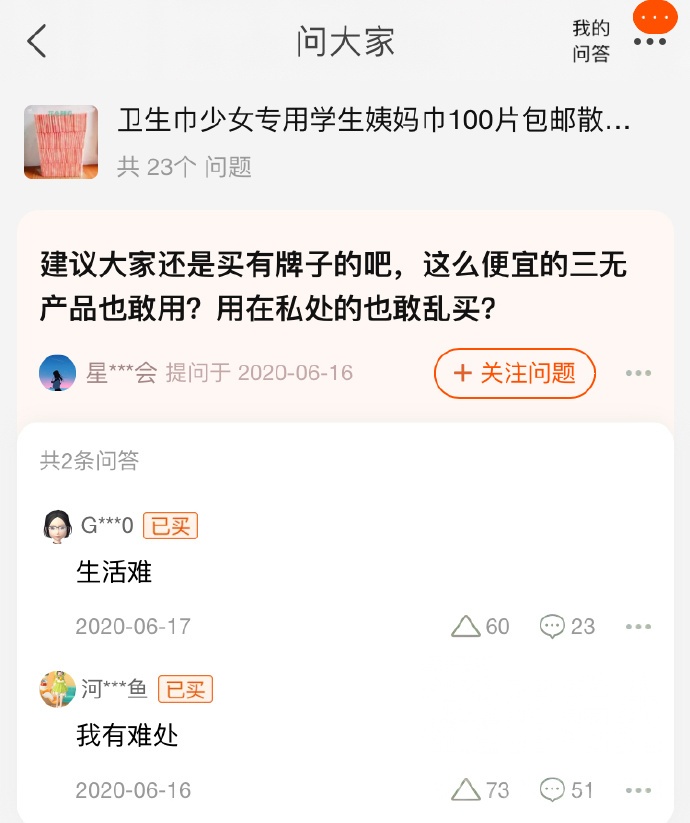 问大家
我的
问答
卫生巾少女专用学生姨妈巾100片包邮散...
共 23个 问题
建议大家还是买有牌子的吧，这么便宜的三无
产品也敢用？用在私处的也敢乱买？
星***会 提问于 2020-06-16
+ 关注问题
共2条问答
G***0 已买
生活难
2020-06-17
60
23
河***鱼 已买
我有难处
2020-06-16
73
51